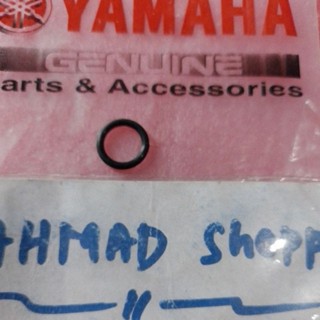 YAMAHA
GENUINE
arts & Accessories
AHMAD Shopp